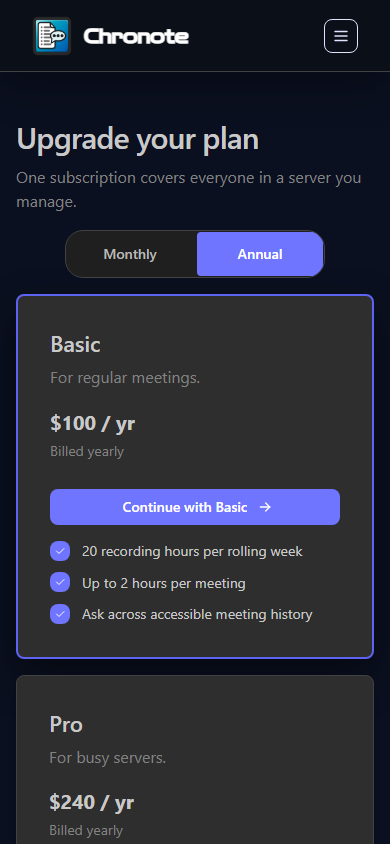 Chronote
Upgrade your plan
One subscription covers everyone in a server you
manage.
Monthly
Annual
Basic
For regular meetings.
$100 / yr
Billed yearly
Continue with Basic →
20 recording hours per rolling week
Up to 2 hours per meeting
Ask across accessible meeting history
Pro
For busy servers.
$240 / yr
Billed yearly